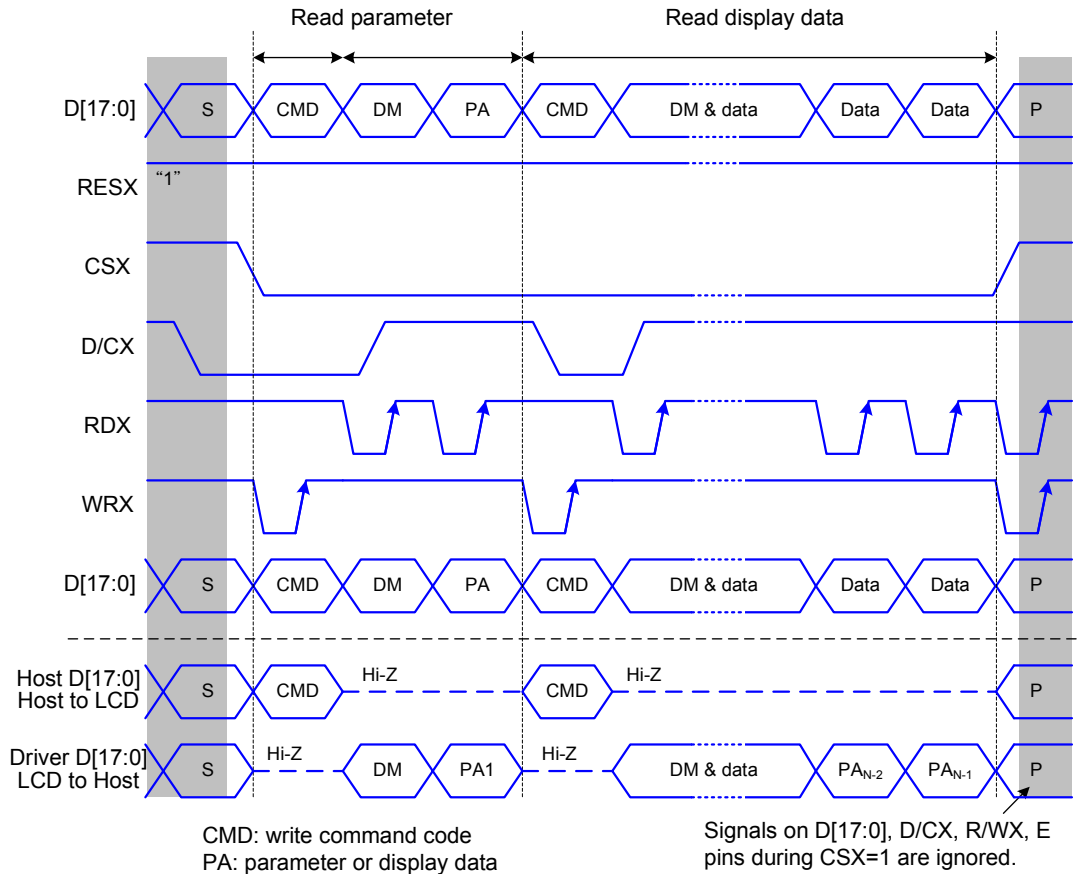 Read parameter Read display data
D[17:0] S CMD DM PA CMD DM & data Data Data P
“1”
RESX
CSX
D/CX
RDX
WRX
D[17:0] S CMD DM PA CMD DM & data Data Data P
Host D[17:0]
Host to LCD
S CMD Hi-Z CMD Hi-Z P
Driver D[17:0]
LCD to Host
S Hi-Z DM PA1 Hi-Z DM & data PAN-2 PAN-1 P
CMD: write command code
PA: parameter or display data
Signals on D[17:0], D/CX, R/WX, E
pins during CSX=1 are ignored.